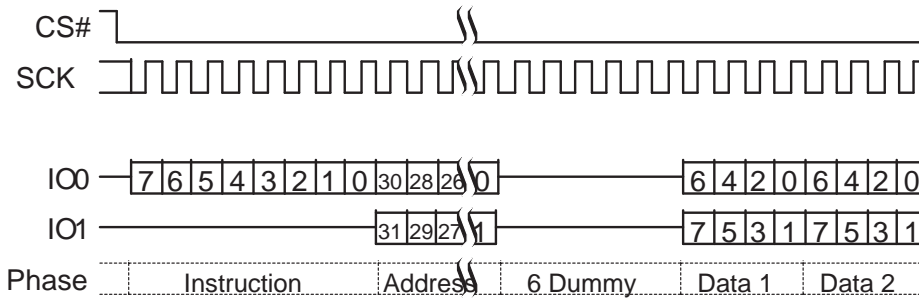 CS#
SCK
IO0 7 6 5 4 3 2 1 0 30 28 26 0 6 4 2 0 6 4 2 0
IO1 31 29 27 1 7 5 3 1 7 5 3 1
Phase Instruction Address 6 Dummy Data 1 Data 2